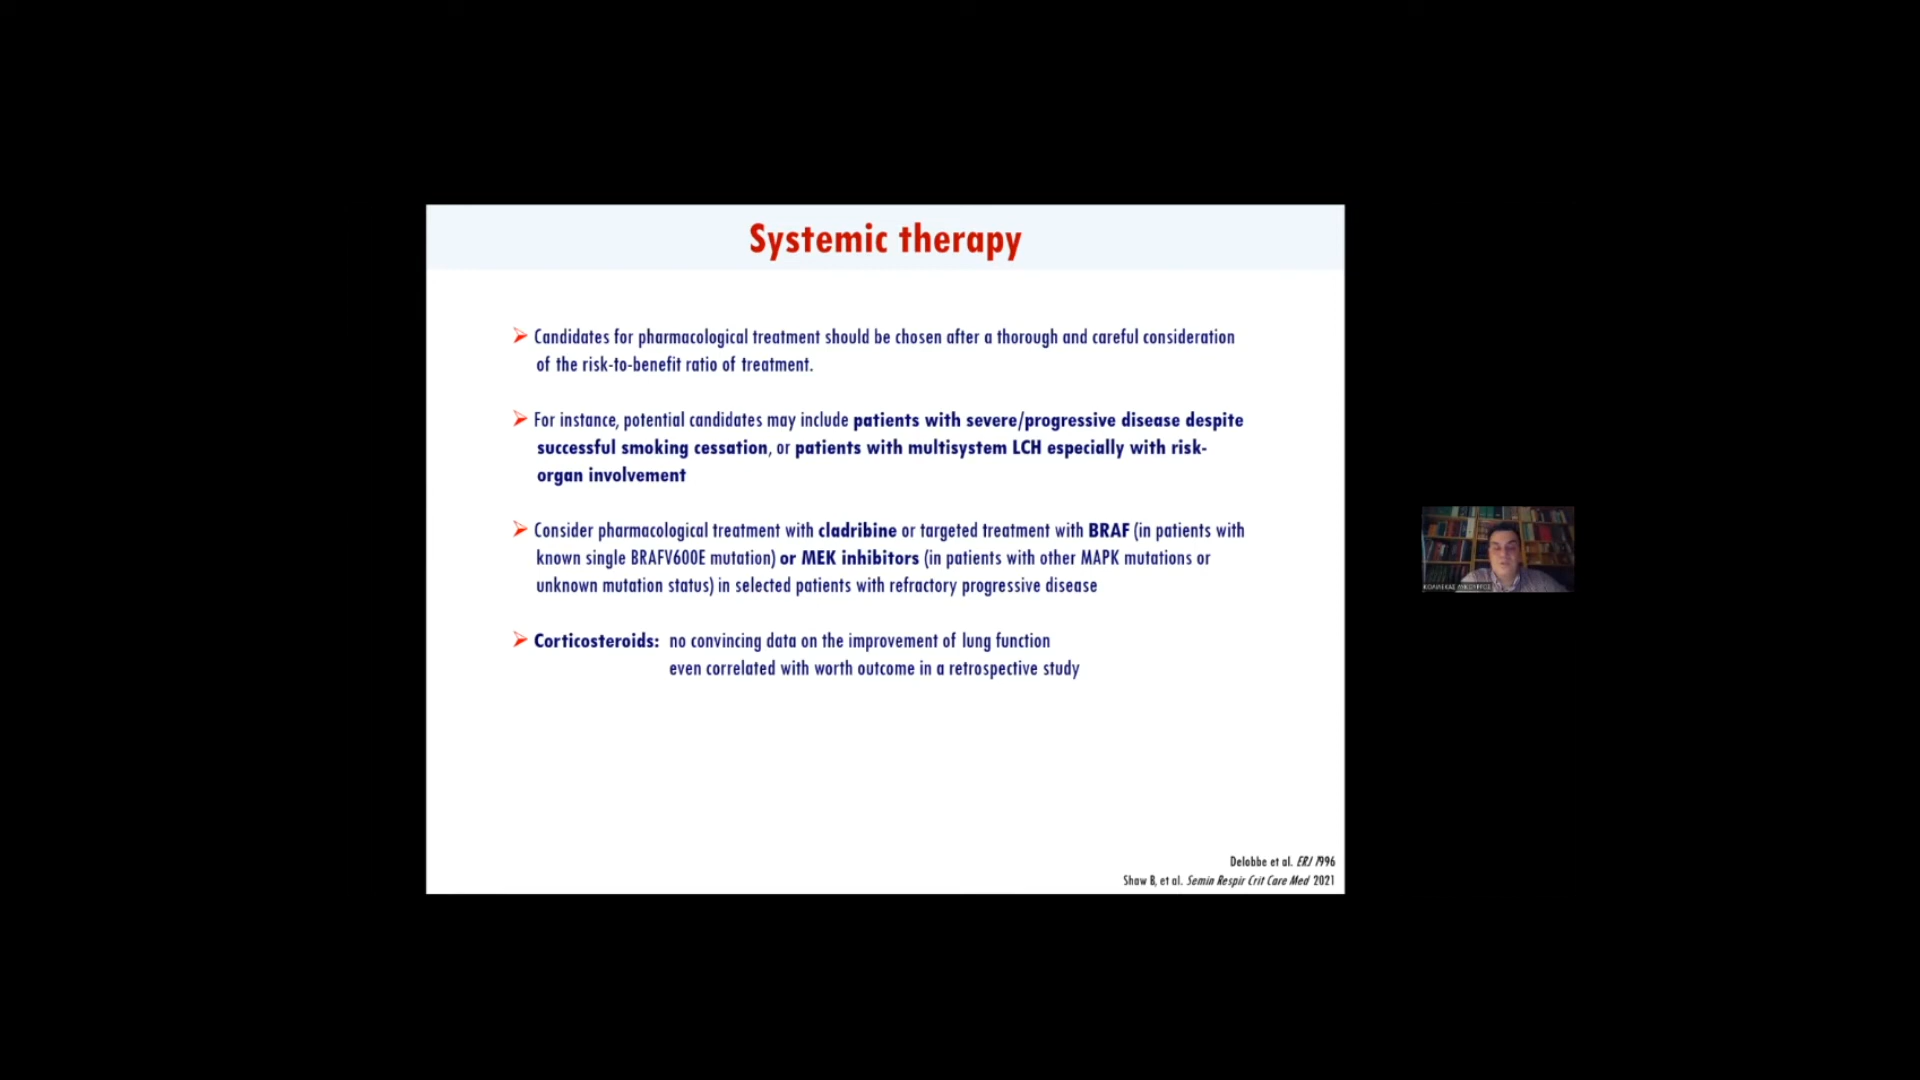 Systemic therapy
Candidates for pharmacological treatment should be chosen after a thorough and careful consideration
of the risk-to-benefit ratio of treatment.
For instance, potential candidates may include patients with severe/progressive disease despite
successful smoking cessation, or patients with multisystem LCH especially with risk-
organ involvement
Consider pharmacological treatment with cladribine or targeted treatment with BRAF (in patients with
known single BRAFV600E mutation) or MEK inhibitors (in patients with other MAPK mutations or
unknown mutation status) in selected patients with refractory progressive disease
Corticosteroids: no convincing data on the improvement of lung function
even correlated with worth outcome in a retrospective study
Delobbe et al. ERJ 1996
Shaw B, et al. Semin Respir Crit Care Med 2021